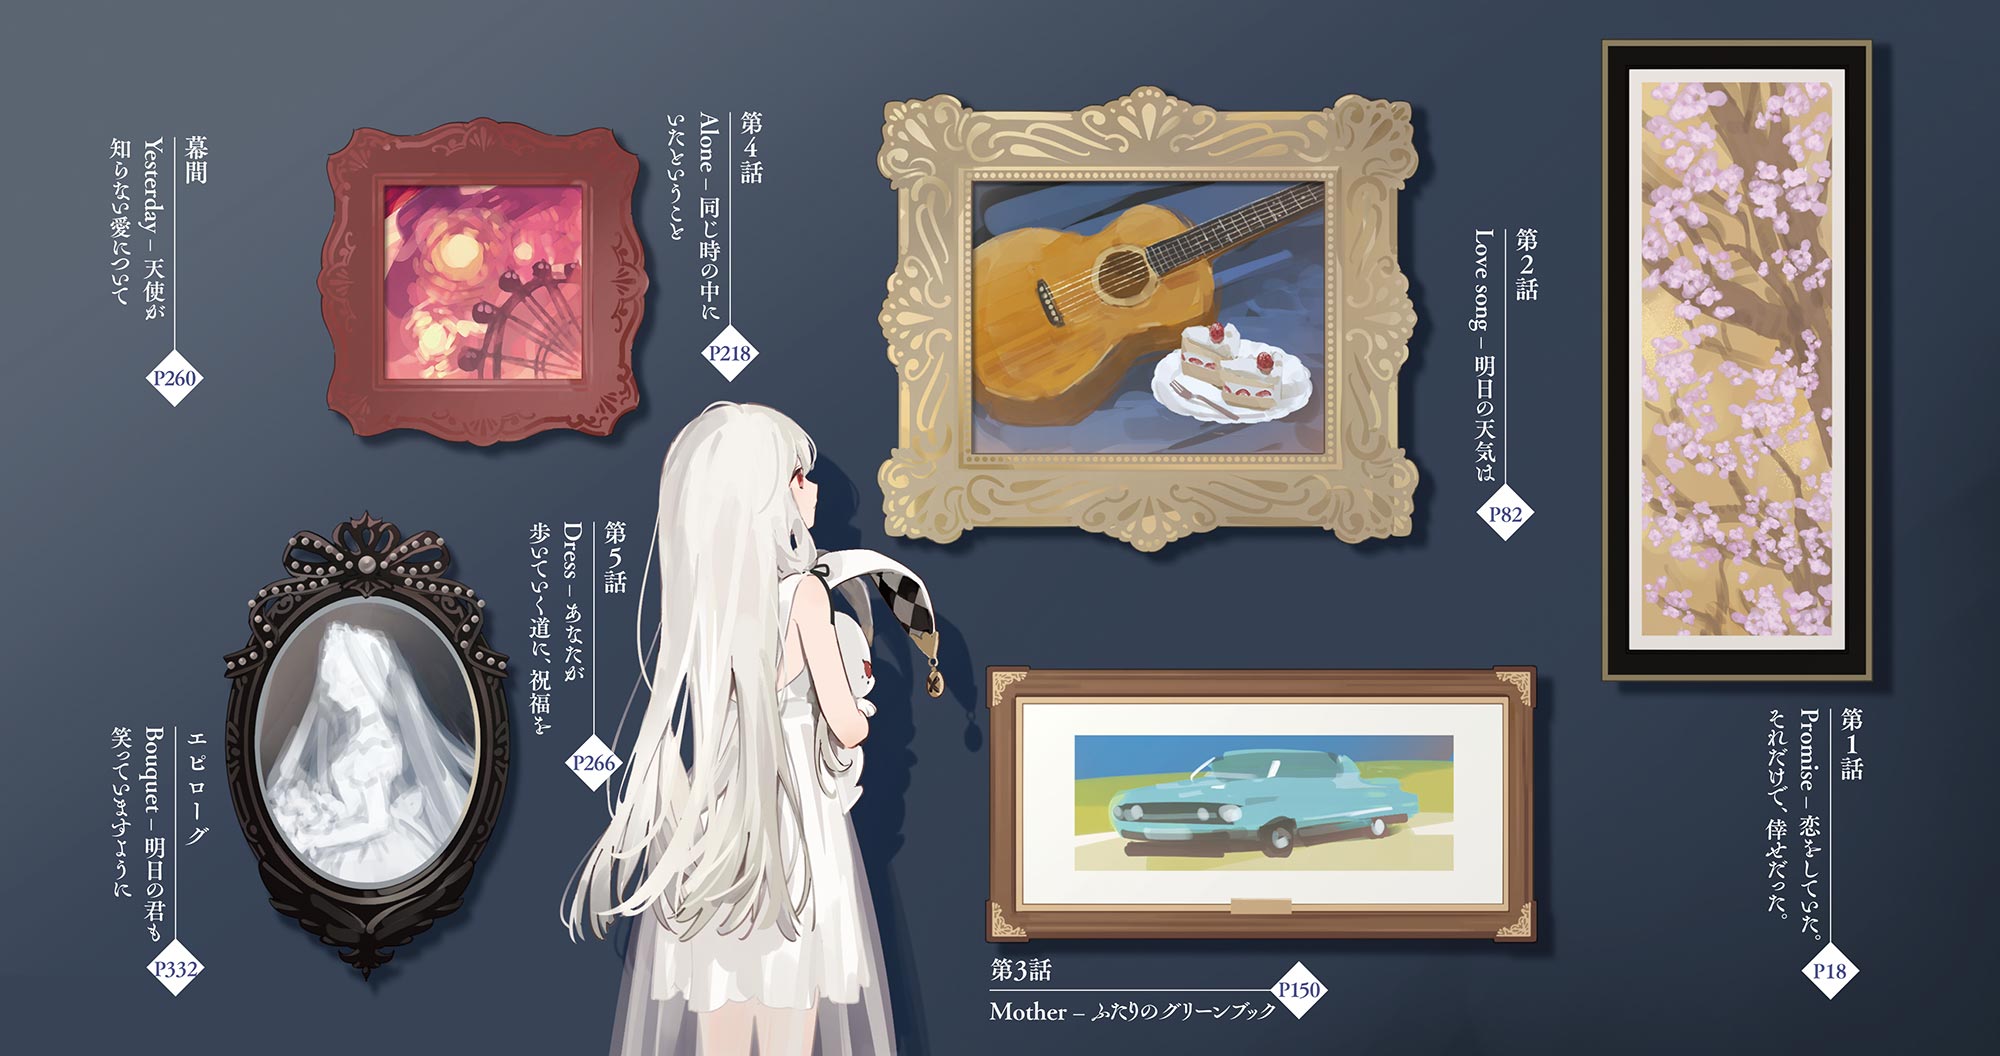 第1話
Promise – 恋をしていた。
それだけで、倖せだった。
P18
第2話
Love song – 明日の天気は
P82
第3話
Mother – ふたりのグリーンブック
P150
第4話
Alone – 同じ時の中に
いたということ
P218
幕間
Yesterday – 天使が
知らない愛について
P260
第5話
Dress – あなたが
歩いていく道に、祝福を
P266
エピローグ
Bouquet – 明日の君も
笑っていますように
P332